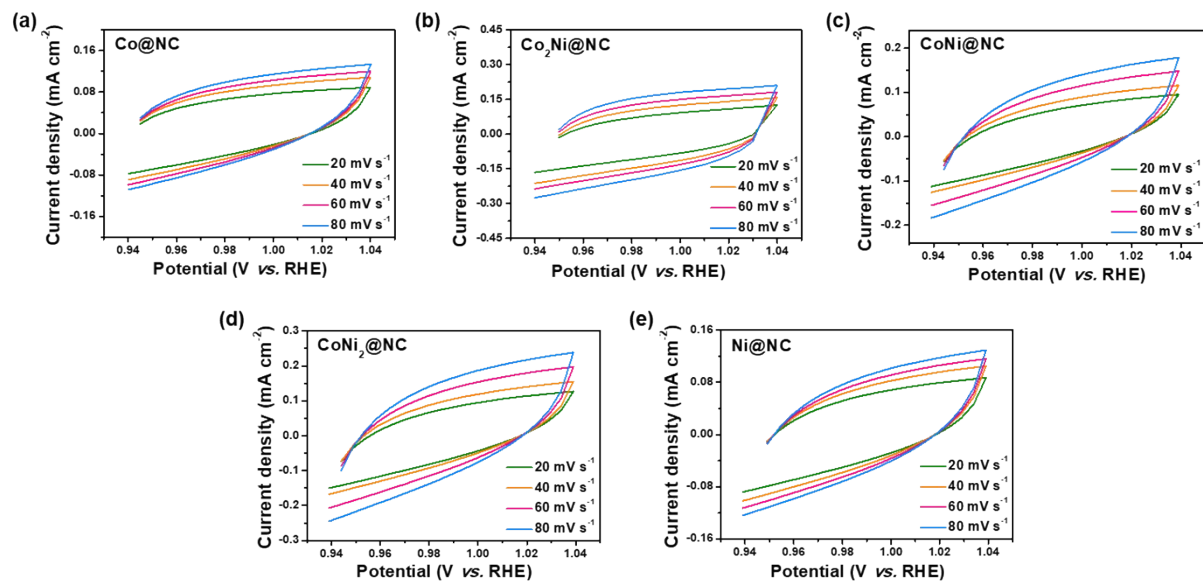 (a)
Co@NC
Current density (mA cm⁻²)
0.16
0.08
0.00
-0.08
-0.16
20 mV s⁻¹
40 mV s⁻¹
60 mV s⁻¹
80 mV s⁻¹
0.94 0.96 0.98 1.00 1.02 1.04
Potential (V vs. RHE)
(b)
Co₂Ni@NC
Current density (mA cm⁻²)
0.45
0.30
0.15
0.00
-0.15
-0.30
-0.45
20 mV s⁻¹
40 mV s⁻¹
60 mV s⁻¹
80 mV s⁻¹
0.94 0.96 0.98 1.00 1.02 1.04
Potential (V vs. RHE)
(c)
CoNi@NC
Current density (mA cm⁻²)
0.2
0.1
0.0
-0.1
-0.2
20 mV s⁻¹
40 mV s⁻¹
60 mV s⁻¹
80 mV s⁻¹
0.94 0.96 0.98 1.00 1.02 1.04
Potential (V vs. RHE)
(d)
CoNi₂@NC
Current density (mA cm⁻²)
0.3
0.2
0.1
0.0
-0.1
-0.2
-0.3
20 mV s⁻¹
40 mV s⁻¹
60 mV s⁻¹
80 mV s⁻¹
0.94 0.96 0.98 1.00 1.02 1.04
Potential (V vs. RHE)
(e)
Ni@NC
Current density (mA cm⁻²)
0.16
0.08
0.00
-0.08
-0.16
20 mV s⁻¹
40 mV s⁻¹
60 mV s⁻¹
80 mV s⁻¹
0.94 0.96 0.98 1.00 1.02 1.04
Potential (V vs. RHE)